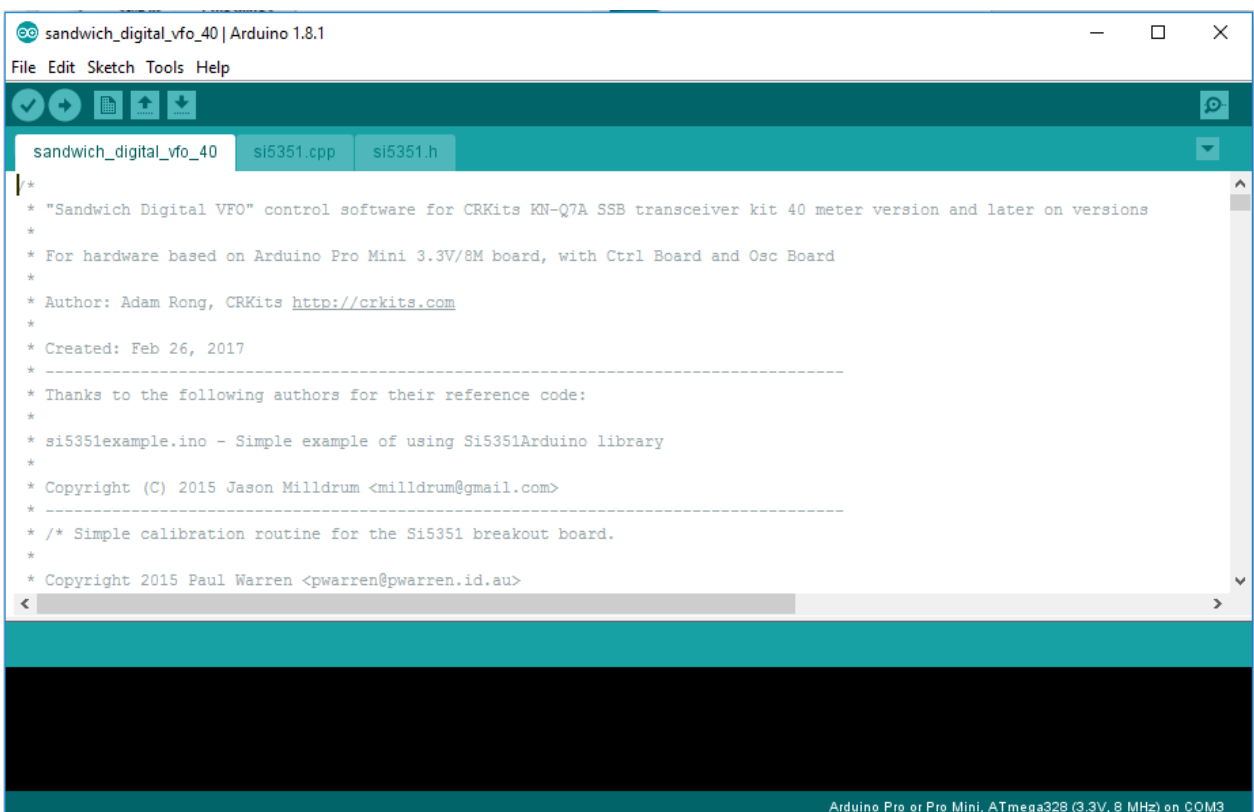 sandwich_digital_vfo_40 | Arduino 1.8.1
File Edit Sketch Tools Help
sandwich_digital_vfo_40 si5351.cpp si5351.h
/*
* "Sandwich Digital VFO" control software for CRKits KN-Q7A SSB transceiver kit 40 meter version and later on versions
*
* For hardware based on Arduino Pro Mini 3.3V/8M board, with Ctrl Board and Osc Board
*
* Author: Adam Rong, CRKits http://crkits.com
*
* Created: Feb 26, 2017
* -------------------------------------------------------------------------------------
* Thanks to the following authors for their reference code:
*
* si5351example.ino - Simple example of using Si5351Arduino library
*
* Copyright (C) 2015 Jason Milldrum <milldrum@gmail.com>
* -------------------------------------------------------------------------------------
* /* Simple calibration routine for the Si5351 breakout board.
*
* Copyright 2015 Paul Warren <pwarren@pwarren.id.au>
Arduino Pro or Pro Mini, ATmega328 (3.3V, 8 MHz) on COM3